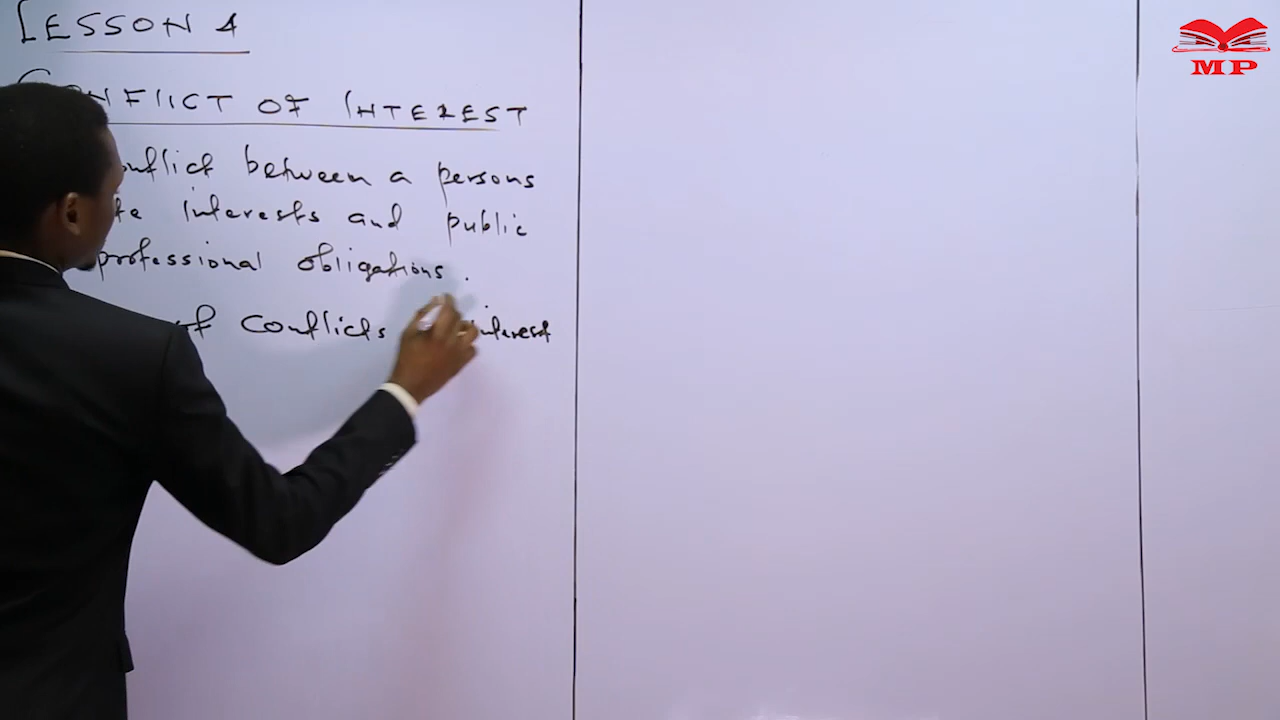 LESSON 4
CONFLICT OF INTEREST
conflict between a persons
interests and public
professional obligations.
of conflicts interest
MP